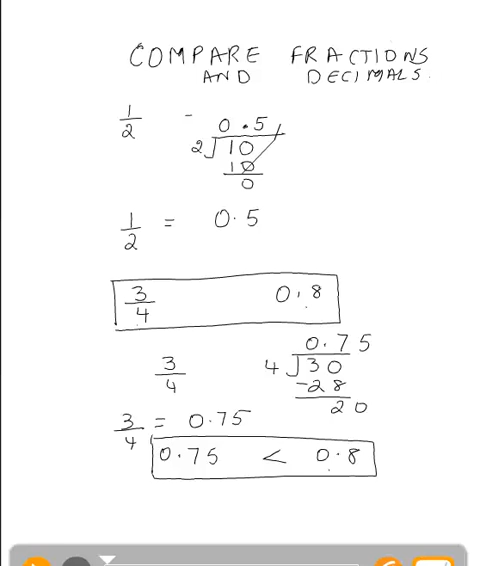 COMPARE FRACTIONS
AND DECIMALS.
1/2 - 0.5
2√10
10
0
1/2 = 0.5
3/4 0.8
3/4 0.75
4√30
-28
20
3/4 = 0.75
0.75 < 0.8